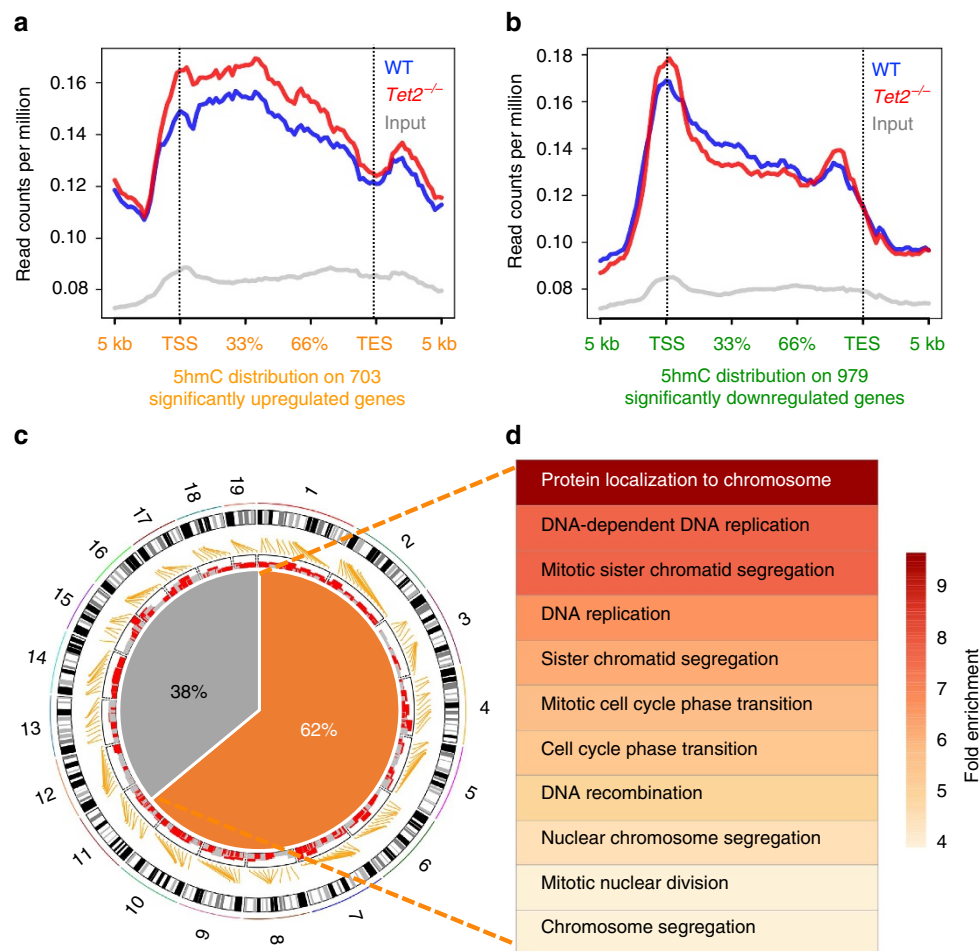 a
0.16
0.14
0.12
0.10
0.08
Read counts per million
WT
Tet2−/−
Input
5 kb TSS 33% 66% TES 5 kb
5hmC distribution on 703
significantly upregulated genes
b
0.18
0.16
0.14
0.12
0.10
0.08
Read counts per million
WT
Tet2−/−
Input
5 kb TSS 33% 66% TES 5 kb
5hmC distribution on 979
significantly downregulated genes
c
1
2
3
4
5
6
7
8
9
10
11
12
13
14
15
16
17
18
19
38%
62%
d
Protein localization to chromosome
DNA-dependent DNA replication
Mitotic sister chromatid segregation
DNA replication
Sister chromatid segregation
Mitotic cell cycle phase transition
Cell cycle phase transition
DNA recombination
Nuclear chromosome segregation
Mitotic nuclear division
Chromosome segregation
9
8
7
6
5
4
Fold enrichment